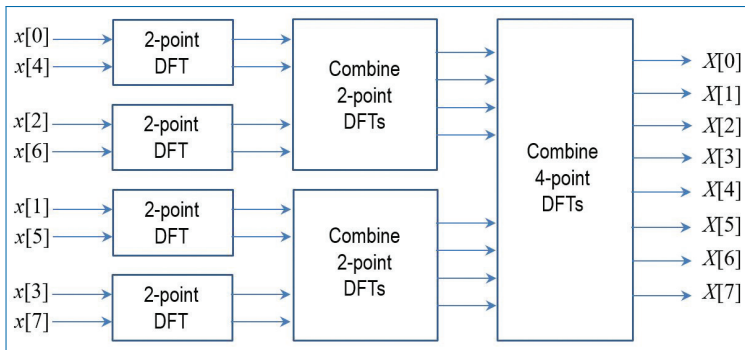 x[0]
x[4]
2-point
DFT
x[2]
x[6]
2-point
DFT
x[1]
x[5]
2-point
DFT
x[3]
x[7]
2-point
DFT
Combine
2-point
DFTs
Combine
2-point
DFTs
Combine
4-point
DFTs
X[0]
X[1]
X[2]
X[3]
X[4]
X[5]
X[6]
X[7]